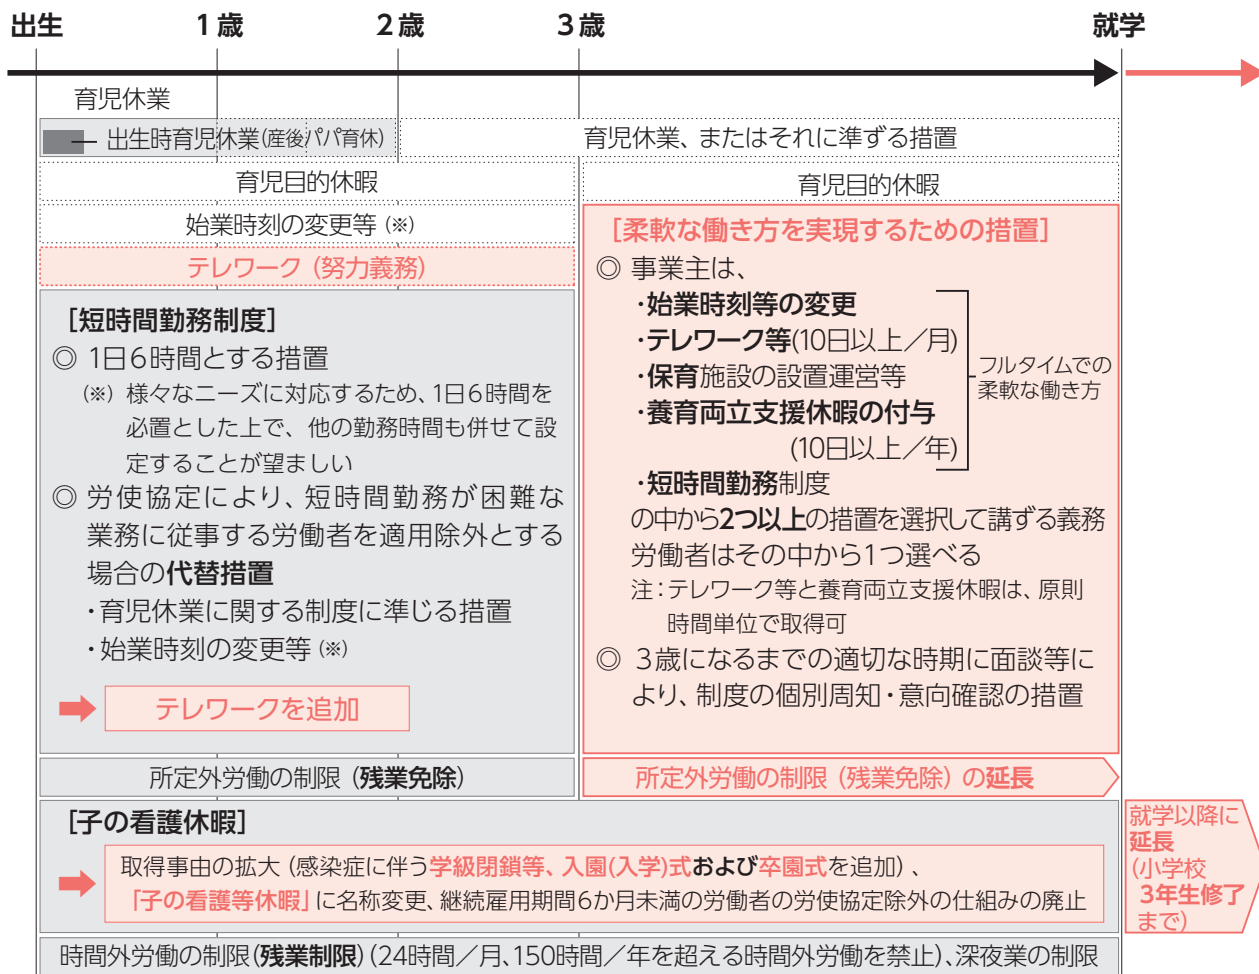 出生 1歳 2歳 3歳 就学
育児休業
出生時育児休業(産後パパ育休)
育児休業、またはそれに準ずる措置
育児目的休暇
育児目的休暇
始業時刻の変更等(※)
テレワーク(努力義務)
[短時間勤務制度]
◎ 1日6時間とする措置
(※) 様々なニーズに対応するため、1日6時間を
必置とした上で、他の勤務時間も併せて設
定することが望ましい
◎ 労使協定により、短時間勤務が困難な
業務に従事する労働者を適用除外とする
場合の代替措置
・育児休業に関する制度に準じる措置
・始業時刻の変更等(※)
テレワークを追加
[柔軟な働き方を実現するための措置]
◎ 事業主は、
・始業時刻等の変更
・テレワーク等(10日以上／月)
・保育施設の設置運営等
・養育両立支援休暇の付与
(10日以上／年)
・短時間勤務制度
フルタイムでの
柔軟な働き方
の中から2つ以上の措置を選択して講ずる義務
労働者はその中から1つ選べる
注：テレワーク等と養育両立支援休暇は、原則
時間単位で取得可
◎ 3歳になるまでの適切な時期に面談等に
より、制度の個別周知・意向確認の措置
所定外労働の制限(残業免除)
所定外労働の制限(残業免除)の延長
[子の看護休暇]
取得事由の拡大(感染症に伴う学級閉鎖等、入園(入学)式および卒園式を追加)、
「子の看護等休暇」に名称変更、継続雇用期間6か月未満の労働者の労使協定除外の仕組みの廃止
就学以降に
延長
(小学校
3年生修了
まで)
時間外労働の制限(残業制限)(24時間／月、150時間／年を超える時間外労働を禁止)、深夜業の制限